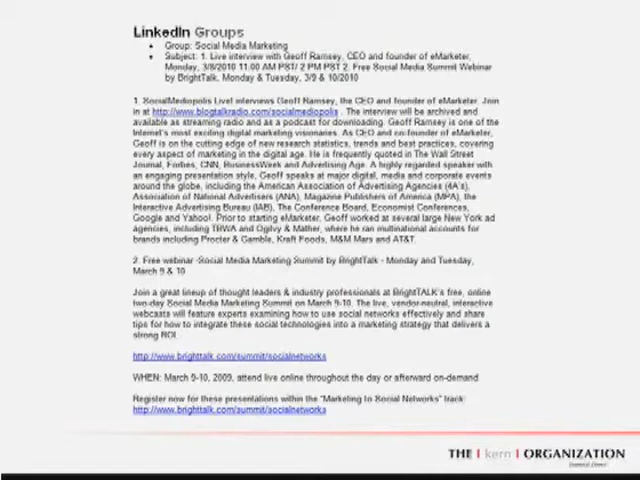 LinkedIn Groups
• Group: Social Media Marketing
• Subject: 1. Live interview with Geoff Ramsey, CEO and founder of eMarketer,
Monday, 3/8/2010 11:00 AM PST/ 2 PM PST 2. Free Social Media Summit Webinar
by BrightTalk, Monday & Tuesday, 3/9 & 10/2010
1. SocialMediopolis Live! interviews Geoff Ramsey, the CEO and founder of eMarketer. Join
in at http://www.blogtalkradio.com/socialmediopolis . The interview will be archived and
available as streaming radio and as a podcast for downloading. Geoff Ramsey is one of the
Internet's most exciting digital marketing visionaries. As CEO and co-founder of eMarketer,
Geoff is on the cutting edge of new research statistics, trends and best practices, covering
every aspect of marketing in the digital age. He is frequently quoted in The Wall Street
Journal, Forbes, CNN, BusinessWeek and Advertising Age. A highly regarded speaker with
an engaging presentation style, Geoff speaks at major digital, media and corporate events
around the globe, including the American Association of Advertising Agencies (4A's),
Association of National Advertisers (ANA), Magazine Publishers of America (MPA), the
Interactive Advertising Bureau (IAB), The Conference Board, Economist Conferences,
Google and Yahoo!. Prior to starting eMarketer, Geoff worked at several large New York ad
agencies, including TBWA and Ogilvy & Mather, where he ran multinational accounts for
brands including Procter & Gamble, Kraft Foods, M&M Mars and AT&T.
2. Free webinar -Social Media Marketing Summit by BrightTalk - Monday and Tuesday,
March 9 & 10
Join a great lineup of thought leaders & industry professionals at BrightTALK's free, online
two-day Social Media Marketing Summit on March 9-10. The live, vendor-neutral, interactive
webcasts will feature experts examining how to use social networks effectively and share
tips for how to integrate these social technologies into a marketing strategy that delivers a
strong ROI.
http://www.brighttalk.com/summit/socialnetworks
WHEN: March 9-10, 2009, attend live online throughout the day or afterward on-demand
Register now for these presentations within the "Marketing to Social Networks" track:
http://www.brighttalk.com/summit/socialnetworks
THE | kern | ORGANIZATION